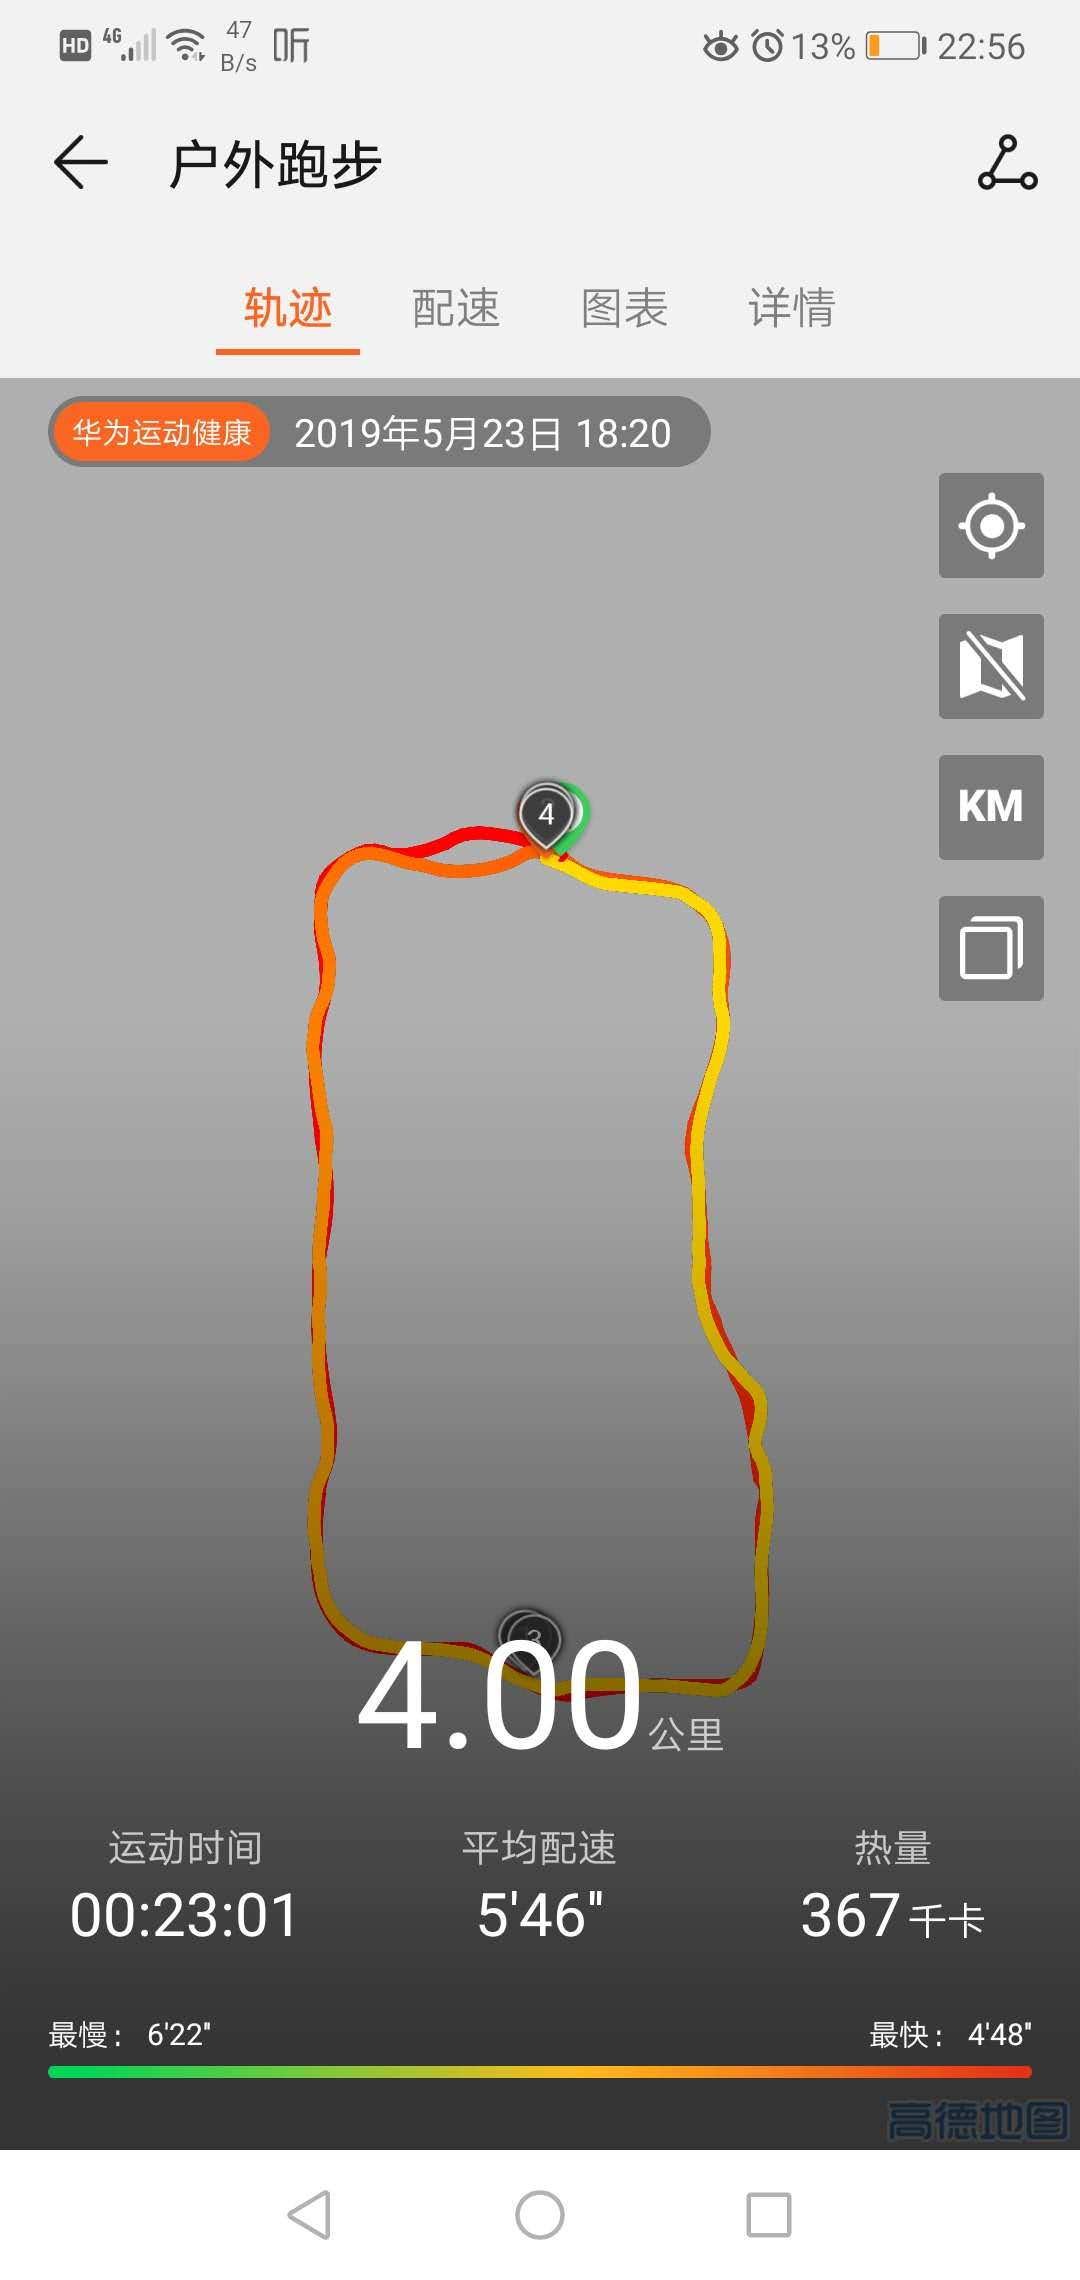 HD 4G 47 B/s 听 13% 22:56
户外跑步
轨迹 配速 图表 详情
华为运动健康 2019年5月23日 18:20
KM
4
3
4.00公里
运动时间 平均配速 热量
00:23:01 5'46" 367千卡
最慢： 6'22" 最快： 4'48"
高德地图